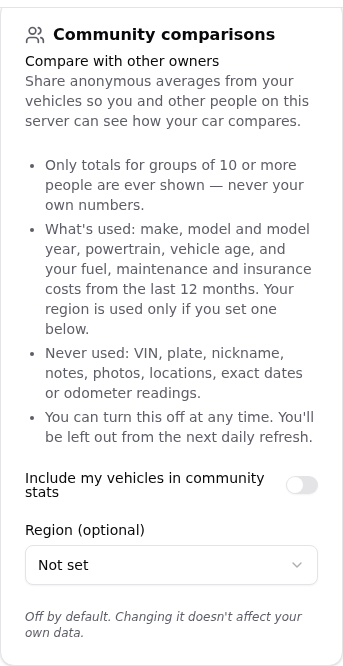 Community comparisons
Compare with other owners
Share anonymous averages from your
vehicles so you and other people on this
server can see how your car compares.
• Only totals for groups of 10 or more
people are ever shown — never your
own numbers.
• What's used: make, model and model
year, powertrain, vehicle age, and
your fuel, maintenance and insurance
costs from the last 12 months. Your
region is used only if you set one
below.
• Never used: VIN, plate, nickname,
notes, photos, locations, exact dates
or odometer readings.
• You can turn this off at any time. You'll
be left out from the next daily refresh.
Include my vehicles in community
stats
Region (optional)
Not set
Off by default. Changing it doesn't affect your
own data.